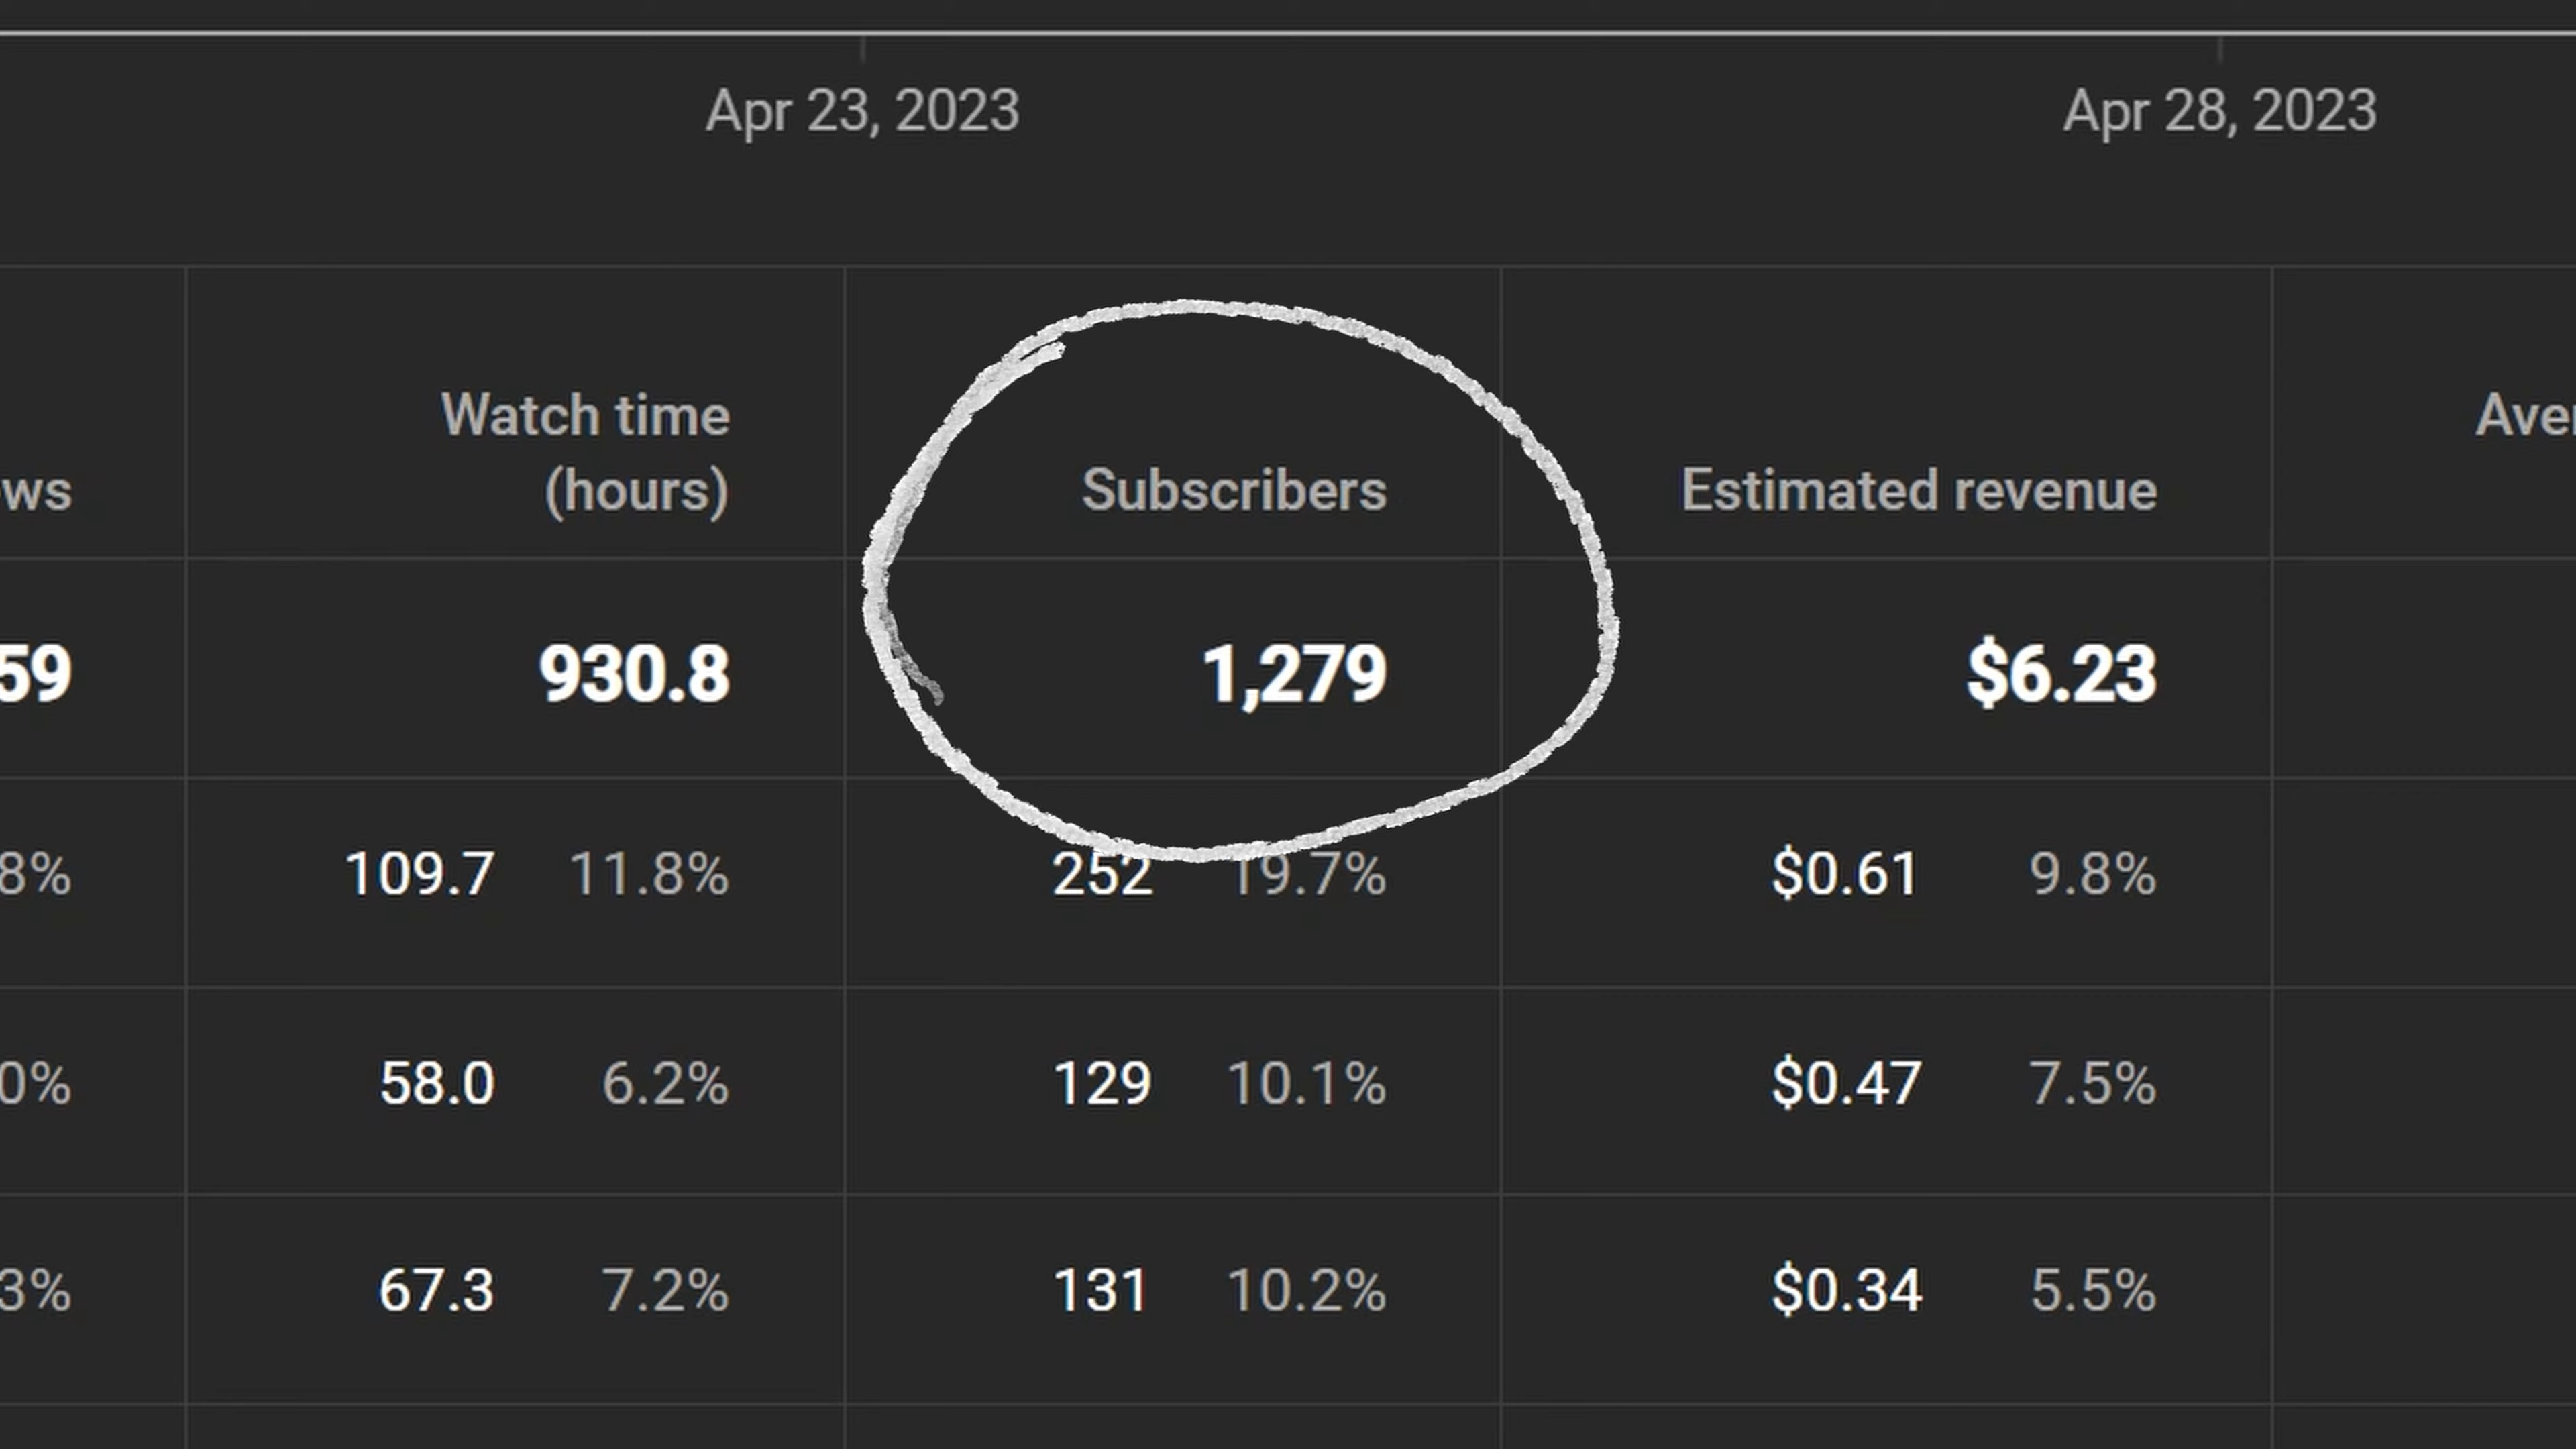 Apr 23, 2023 Apr 28, 2023
Watch time
(hours) Subscribers Estimated revenue
59 930.8 1,279 $6.23
8% 109.7 11.8% 252 19.7% $0.61 9.8%
0% 58.0 6.2% 129 10.1% $0.47 7.5%
3% 67.3 7.2% 131 10.2% $0.34 5.5%